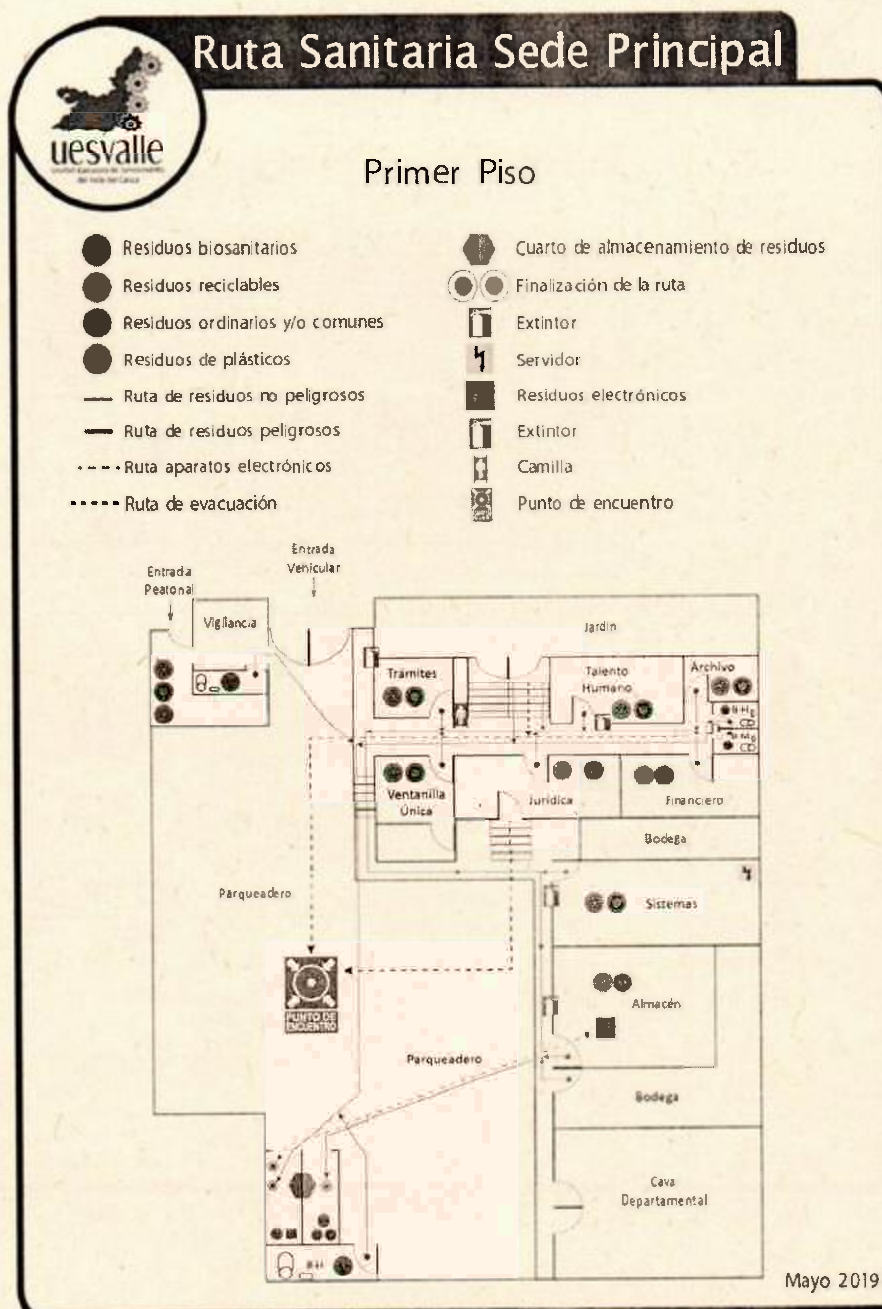 Ruta Sanitaria Sede Principal
uesvalle
Primer Piso
Residuos biosanitarios
Residuos reciclables
Residuos ordinarios y/o comunes
Residuos de plásticos
Ruta de residuos no peligrosos
Ruta de residuos peligrosos
Ruta aparatos electrónicos
Ruta de evacuación
Cuarto de almacenamiento de residuos
Finalización de la ruta
Extintor
Servidor
Residuos electrónicos
Extintor
Camilla
Punto de encuentro
Entrada
Vehicular
Entrada
Peatonal
Vigilancia
Jardín
Trámites
Talento
Humano
Archivo
Ventanilla
Única
Jurídica
Financiero
Bodega
Parqueadero
Sistemas
Almacén
PUNTO DE
ENCUENTRO
Parqueadero
Bodega
Cava
Departamental
Mayo 2019